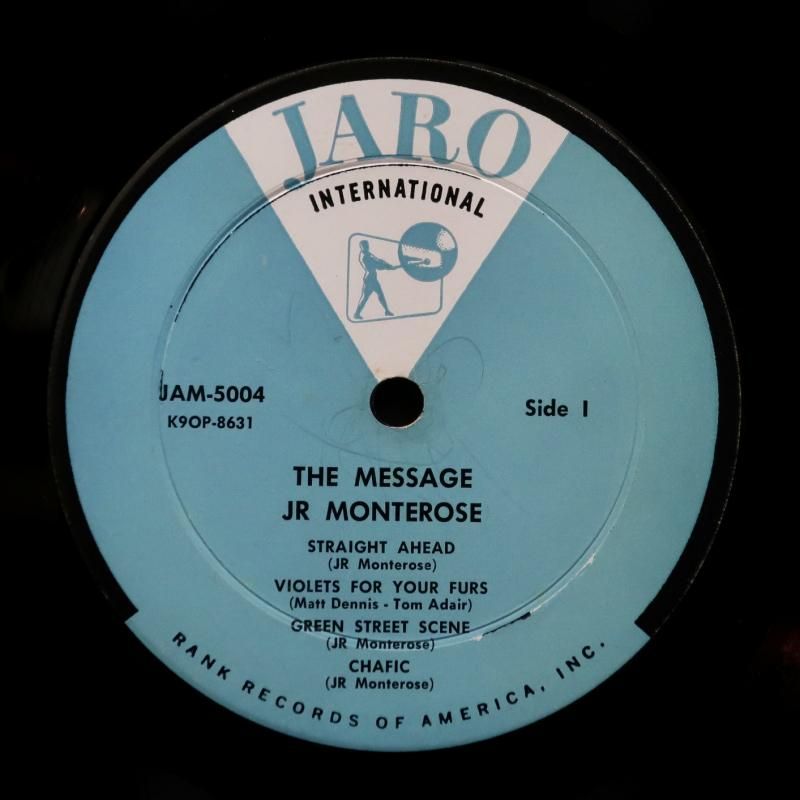 JARO
INTERNATIONAL
JAM-5004
K9OP-8631
Side 1
THE MESSAGE
JR MONTEROSE
STRAIGHT AHEAD
(JR Monterose)
VIOLETS FOR YOUR FURS
(Matt Dennis - Tom Adair)
GREEN STREET SCENE
(JR Monterose)
CHAFIC
(JR Monterose)
RANK RECORDS OF AMERICA, INC.